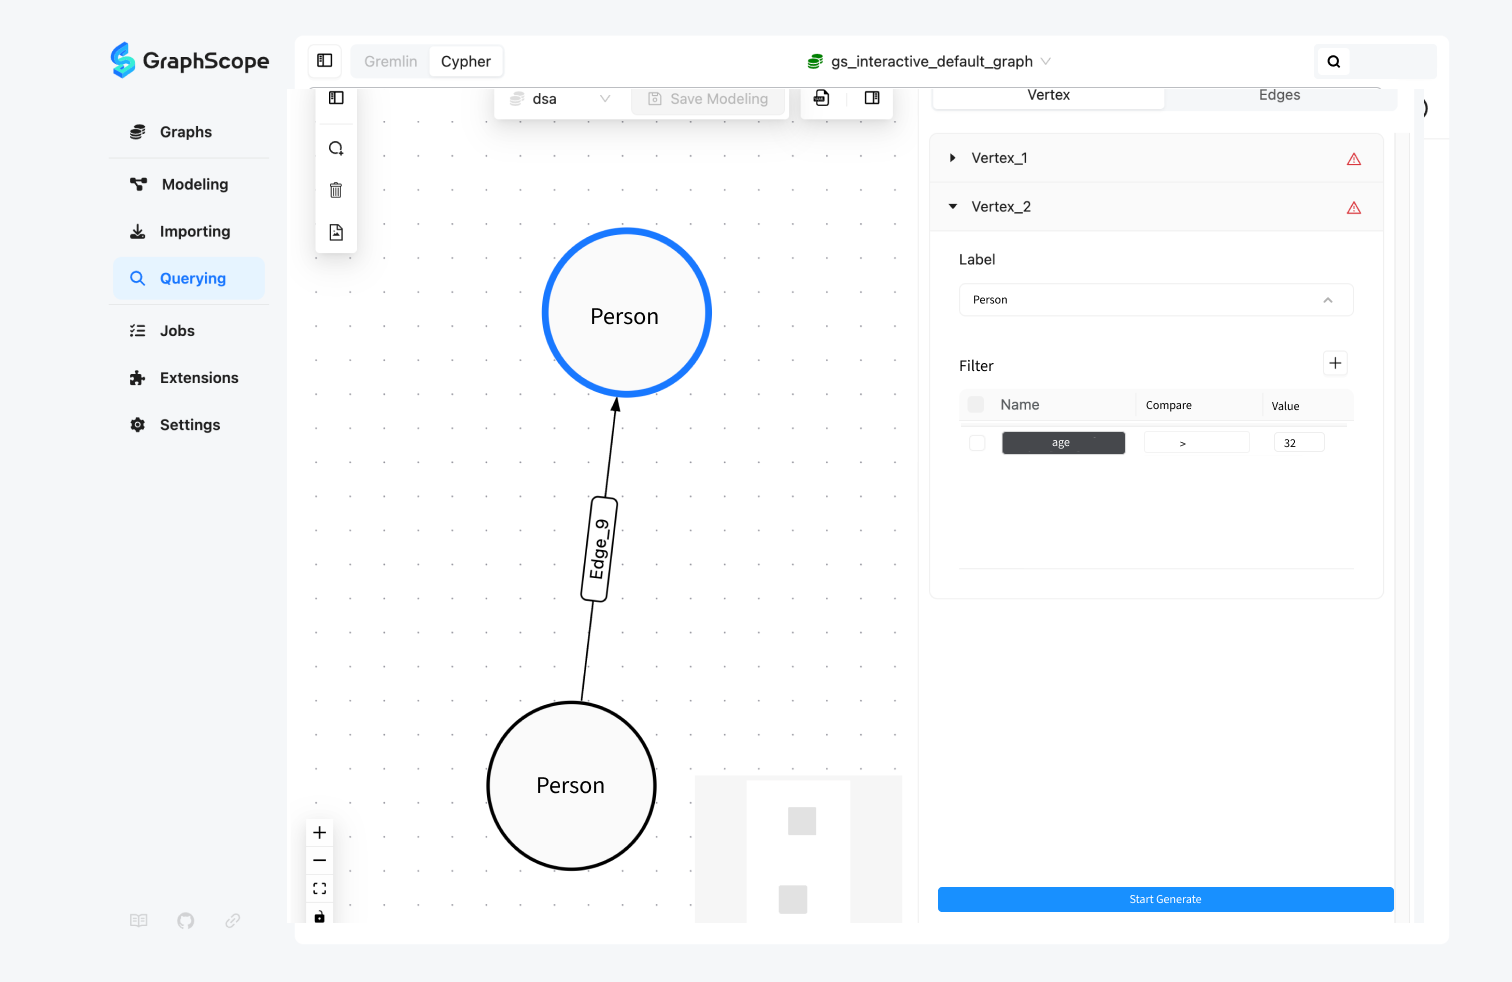 GraphScope
Graphs
Modeling
Importing
Querying
Jobs
Extensions
Settings
Gremlin
Cypher
gs_interactive_default_graph
dsa
Save Modeling
Vertex
Edges
Vertex_1
Vertex_2
Label
Person
Filter
Name
Compare
Value
age
>
32
Person
Edge_9
Person
Start Generate